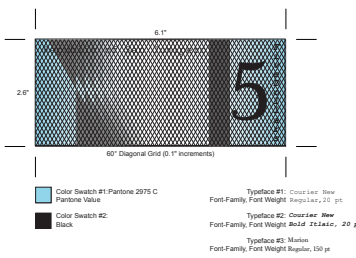 6.1"
2.6"
5
60° Diagonal Grid (0.1" increments)
Color Swatch #1:Pantone 2975 C
Pantone Value
Color Swatch #2:
Black
Typeface #1: Courier New
Font-Family, Font Weight Regular,20 pt
Typeface #2: Courier New
Font-Family, Font Weight Bold Itlaic, 20 p
Typeface #3: Marion
Font-Family, Font Weight Regular, 150 pt